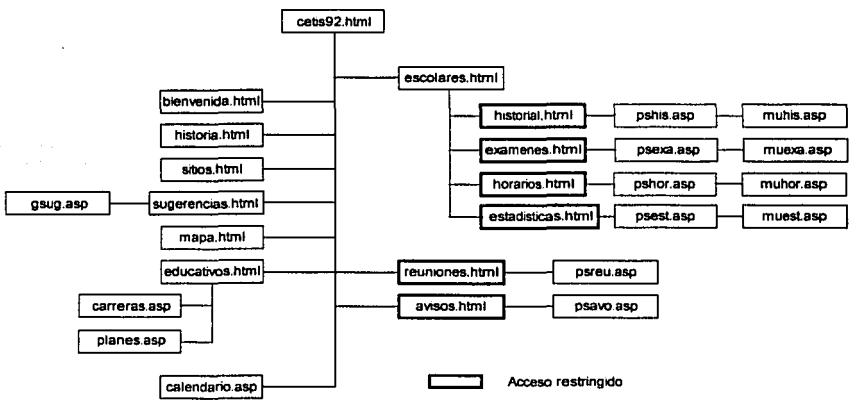 cetis92.html
escolares.html
bienvenida.html
historial.html pshis.asp muhis.asp
historia.html
examenes.html psexa.asp muexa.asp
sitios.html
horarios.html pshor.asp muhor.asp
gsug.asp sugerencias.html
estadisticas.html psest.asp muest.asp
mapa.html
educativos.html reuniones.html psreu.asp
carreras.asp avisos.html psavo.asp
planes.asp
calendario.asp Acceso restringido